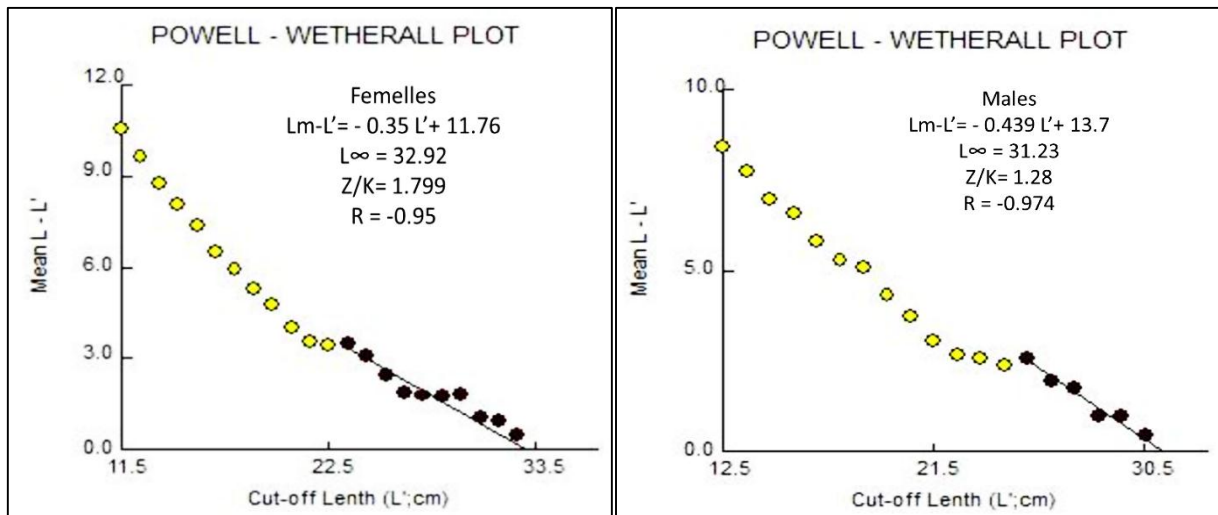 POWELL - WETHERALL PLOT
Femelles
Lm-L’= - 0.35 L’+ 11.76
L∞ = 32.92
Z/K= 1.799
R = -0.95
12.0
9.0
6.0
3.0
0.0
Mean L - L'
11.5 22.5 33.5
Cut-off Lenth (L';cm)
POWELL - WETHERALL PLOT
Males
Lm-L’= - 0.439 L’+ 13.7
L∞ = 31.23
Z/K= 1.28
R = -0.974
10.0
5.0
0.0
Mean L - L'
12.5 21.5 30.5
Cut-off Lenth (L';cm)